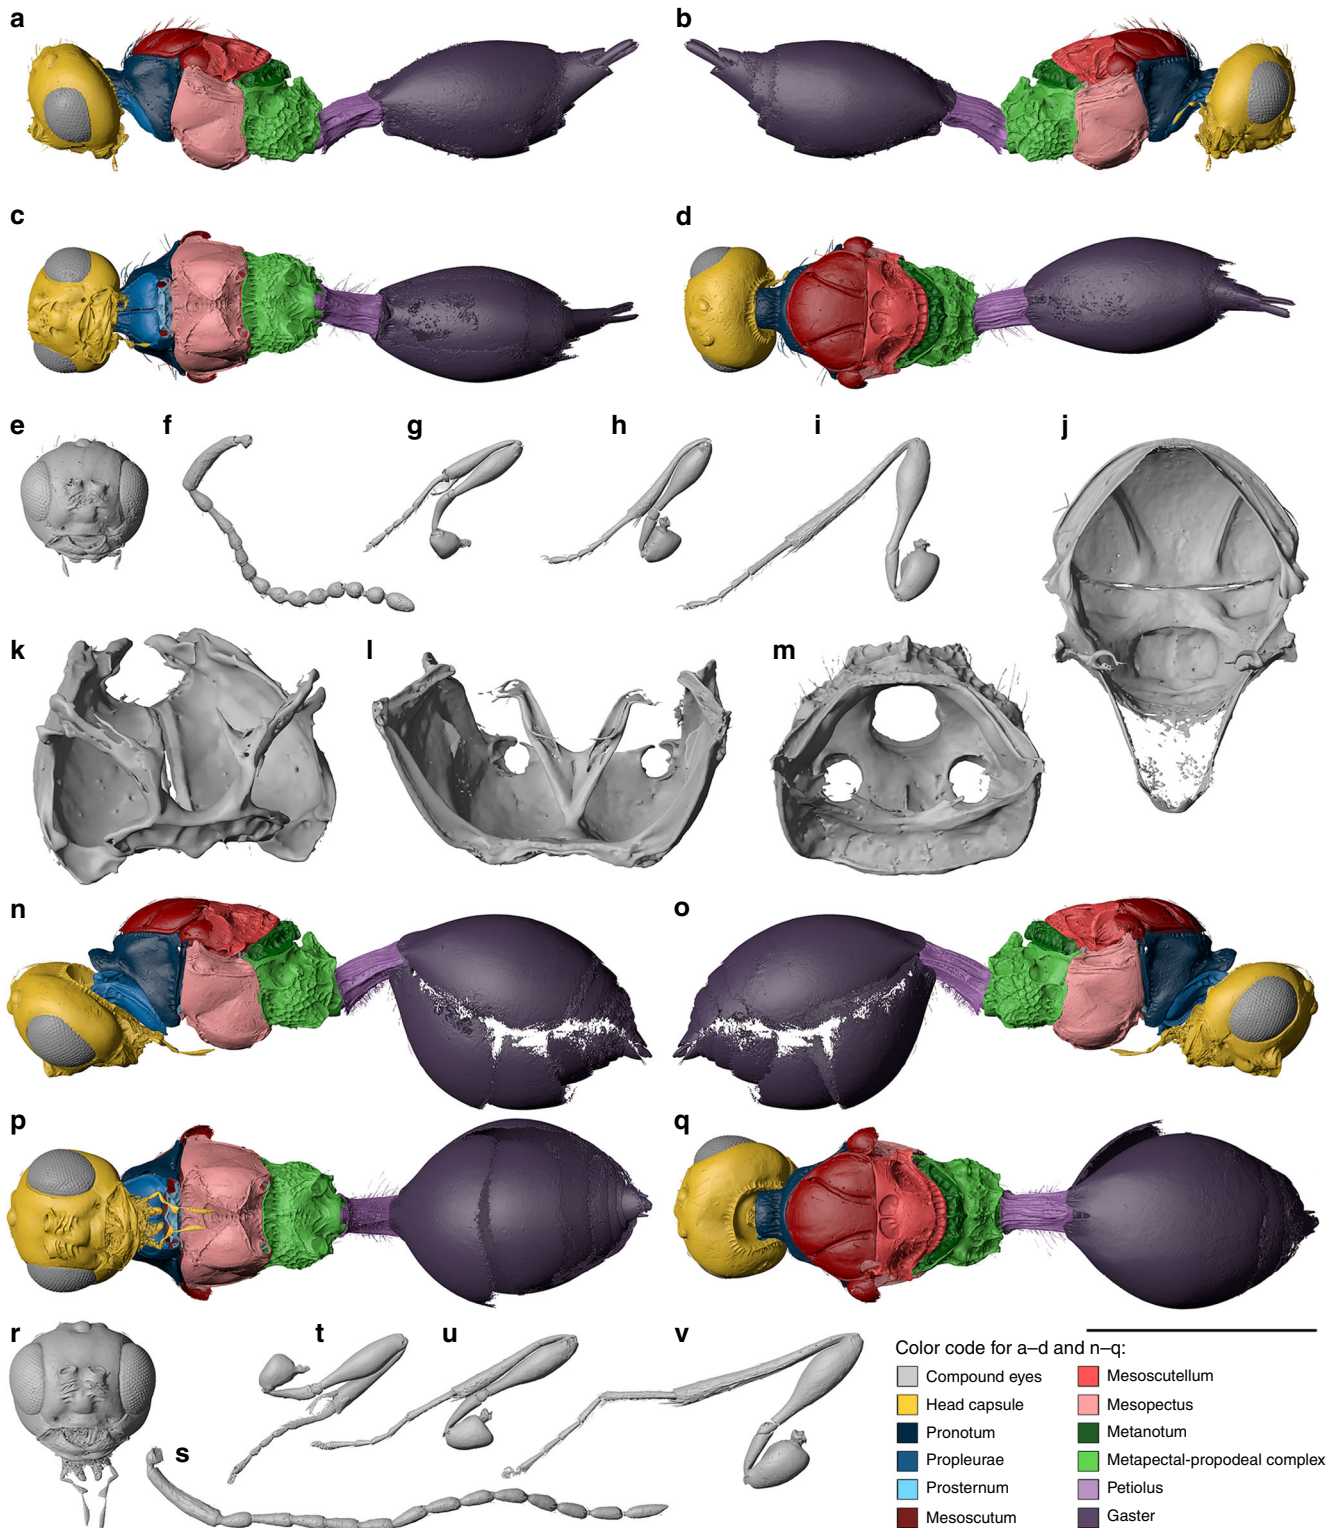 a
b
c
d
e
f
g
h
i
j
k
l
m
n
o
p
q
r
s
t
u
v
Color code for a–d and n–q:
Compound eyes
Head capsule
Pronotum
Propleurae
Prosternum
Mesoscutum
Mesoscutellum
Mesopectus
Metanotum
Metapectal-propodeal complex
Petiolus
Gaster